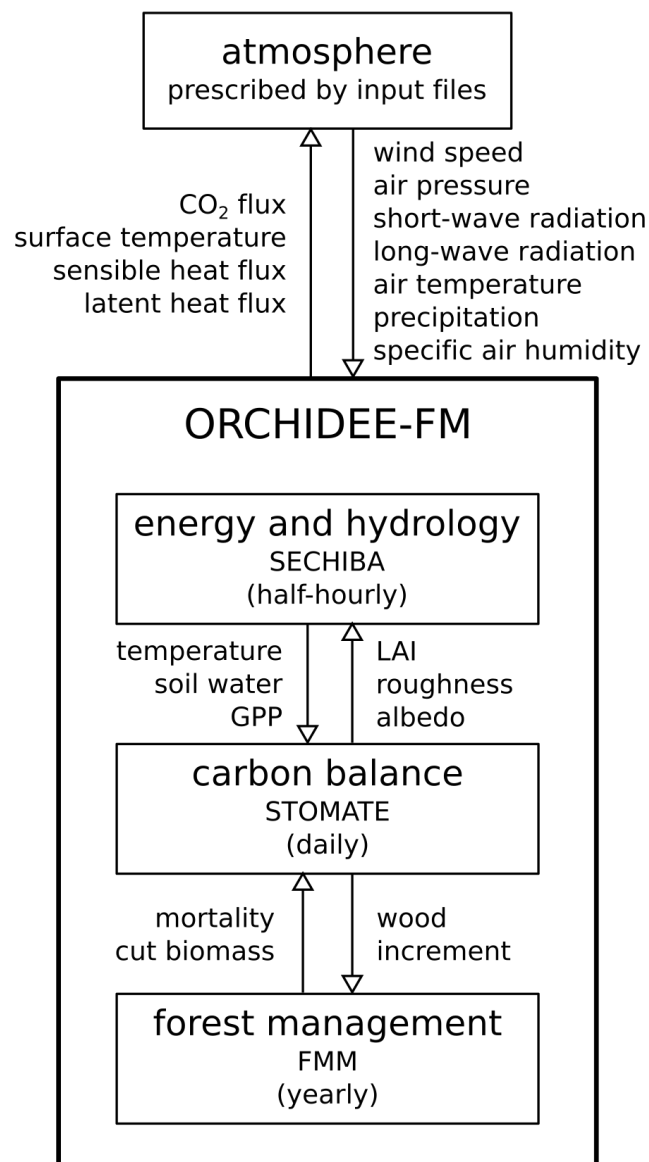 atmosphere
prescribed by input files
CO₂ flux
surface temperature
sensible heat flux
latent heat flux
wind speed
air pressure
short-wave radiation
long-wave radiation
air temperature
precipitation
specific air humidity
ORCHIDEE-FM
energy and hydrology
SECHIBA
(half-hourly)
temperature
soil water
GPP
LAI
roughness
albedo
carbon balance
STOMATE
(daily)
mortality
cut biomass
wood
increment
forest management
FMM
(yearly)